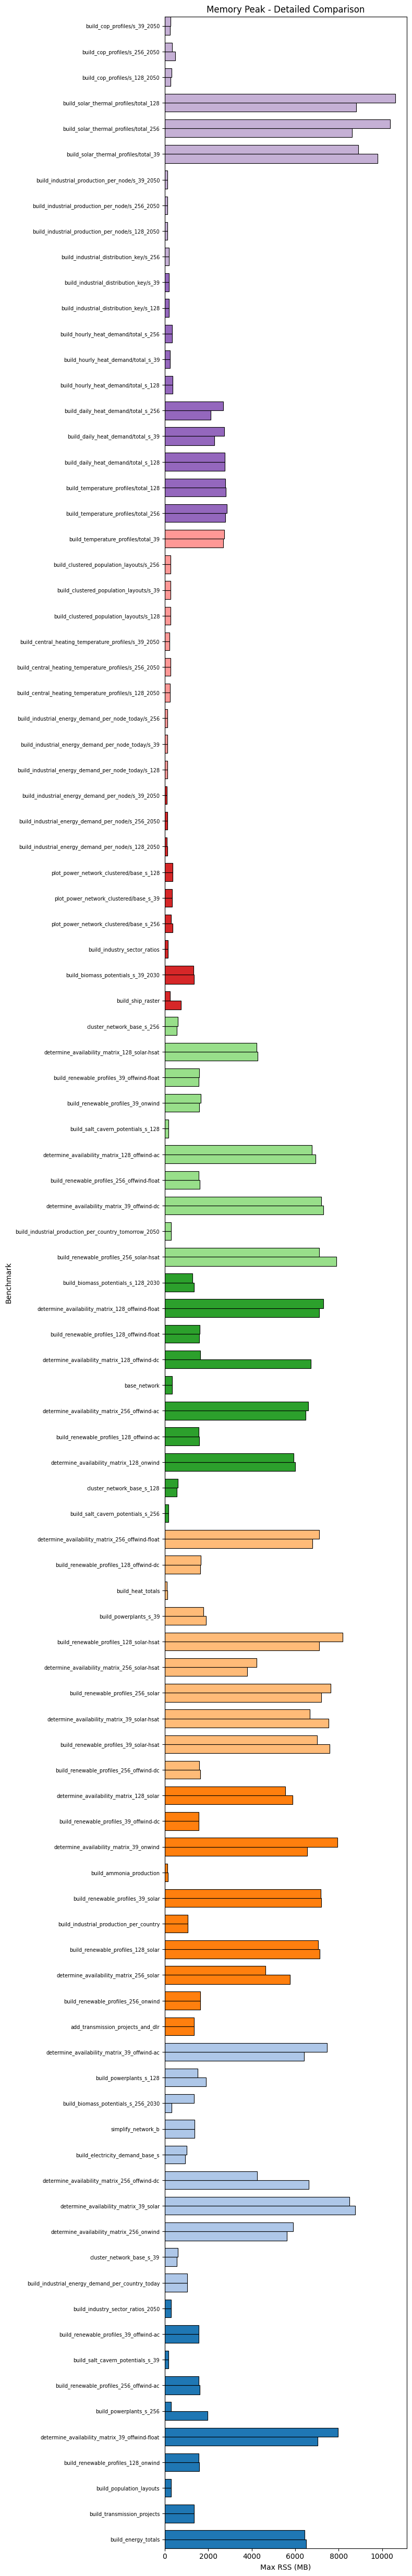 Memory Peak - Detailed Comparison
build_cop_profiles/s_39_2050
build_cop_profiles/s_256_2050
build_cop_profiles/s_128_2050
build_solar_thermal_profiles/total_128
build_solar_thermal_profiles/total_256
build_solar_thermal_profiles/total_39
build_industrial_production_per_node/s_39_2050
build_industrial_production_per_node/s_256_2050
build_industrial_production_per_node/s_128_2050
build_industrial_distribution_key/s_256
build_industrial_distribution_key/s_39
build_industrial_distribution_key/s_128
build_hourly_heat_demand/total_s_256
build_hourly_heat_demand/total_s_39
build_hourly_heat_demand/total_s_128
build_daily_heat_demand/total_s_256
build_daily_heat_demand/total_s_39
build_daily_heat_demand/total_s_128
build_temperature_profiles/total_128
build_temperature_profiles/total_256
build_temperature_profiles/total_39
build_clustered_population_layouts/s_256
build_clustered_population_layouts/s_39
build_clustered_population_layouts/s_128
build_central_heating_temperature_profiles/s_39_2050
build_central_heating_temperature_profiles/s_256_2050
build_central_heating_temperature_profiles/s_128_2050
build_industrial_energy_demand_per_node_today/s_256
build_industrial_energy_demand_per_node_today/s_39
build_industrial_energy_demand_per_node_today/s_128
build_industrial_energy_demand_per_node/s_39_2050
build_industrial_energy_demand_per_node/s_256_2050
build_industrial_energy_demand_per_node/s_128_2050
plot_power_network_clustered/base_s_128
plot_power_network_clustered/base_s_39
plot_power_network_clustered/base_s_256
build_industry_sector_ratios
build_biomass_potentials_s_39_2030
build_ship_raster
cluster_network_base_s_256
determine_availability_matrix_128_solar-hsat
build_renewable_profiles_39_offwind-float
build_renewable_profiles_39_onwind
build_salt_cavern_potentials_s_128
determine_availability_matrix_128_offwind-ac
build_renewable_profiles_256_offwind-float
determine_availability_matrix_39_offwind-dc
build_industrial_production_per_country_tomorrow_2050
build_renewable_profiles_256_solar-hsat
build_biomass_potentials_s_128_2030
determine_availability_matrix_128_offwind-float
build_renewable_profiles_128_offwind-float
determine_availability_matrix_128_offwind-dc
base_network
determine_availability_matrix_256_offwind-ac
build_renewable_profiles_128_offwind-ac
determine_availability_matrix_128_onwind
cluster_network_base_s_128
build_salt_cavern_potentials_s_256
determine_availability_matrix_256_offwind-float
build_renewable_profiles_128_offwind-dc
build_heat_totals
build_powerplants_s_39
build_renewable_profiles_128_solar-hsat
determine_availability_matrix_256_solar-hsat
build_renewable_profiles_256_solar
determine_availability_matrix_39_solar-hsat
build_renewable_profiles_39_solar-hsat
build_renewable_profiles_256_offwind-dc
determine_availability_matrix_128_solar
build_renewable_profiles_39_offwind-dc
determine_availability_matrix_39_onwind
build_ammonia_production
build_renewable_profiles_39_solar
build_industrial_production_per_country
build_renewable_profiles_128_solar
determine_availability_matrix_256_solar
build_renewable_profiles_256_onwind
add_transmission_projects_and_dlr
determine_availability_matrix_39_offwind-ac
build_powerplants_s_128
build_biomass_potentials_s_256_2030
simplify_network_b
build_electricity_demand_base_s
determine_availability_matrix_256_offwind-dc
determine_availability_matrix_39_solar
determine_availability_matrix_256_onwind
cluster_network_base_s_39
build_industrial_energy_demand_per_country_today
build_industry_sector_ratios_2050
build_renewable_profiles_39_offwind-ac
build_salt_cavern_potentials_s_39
build_renewable_profiles_256_offwind-ac
build_powerplants_s_256
determine_availability_matrix_39_offwind-float
build_renewable_profiles_128_onwind
build_population_layouts
build_transmission_projects
build_energy_totals
Benchmark
0 2000 4000 6000 8000 10000
Max RSS (MB)